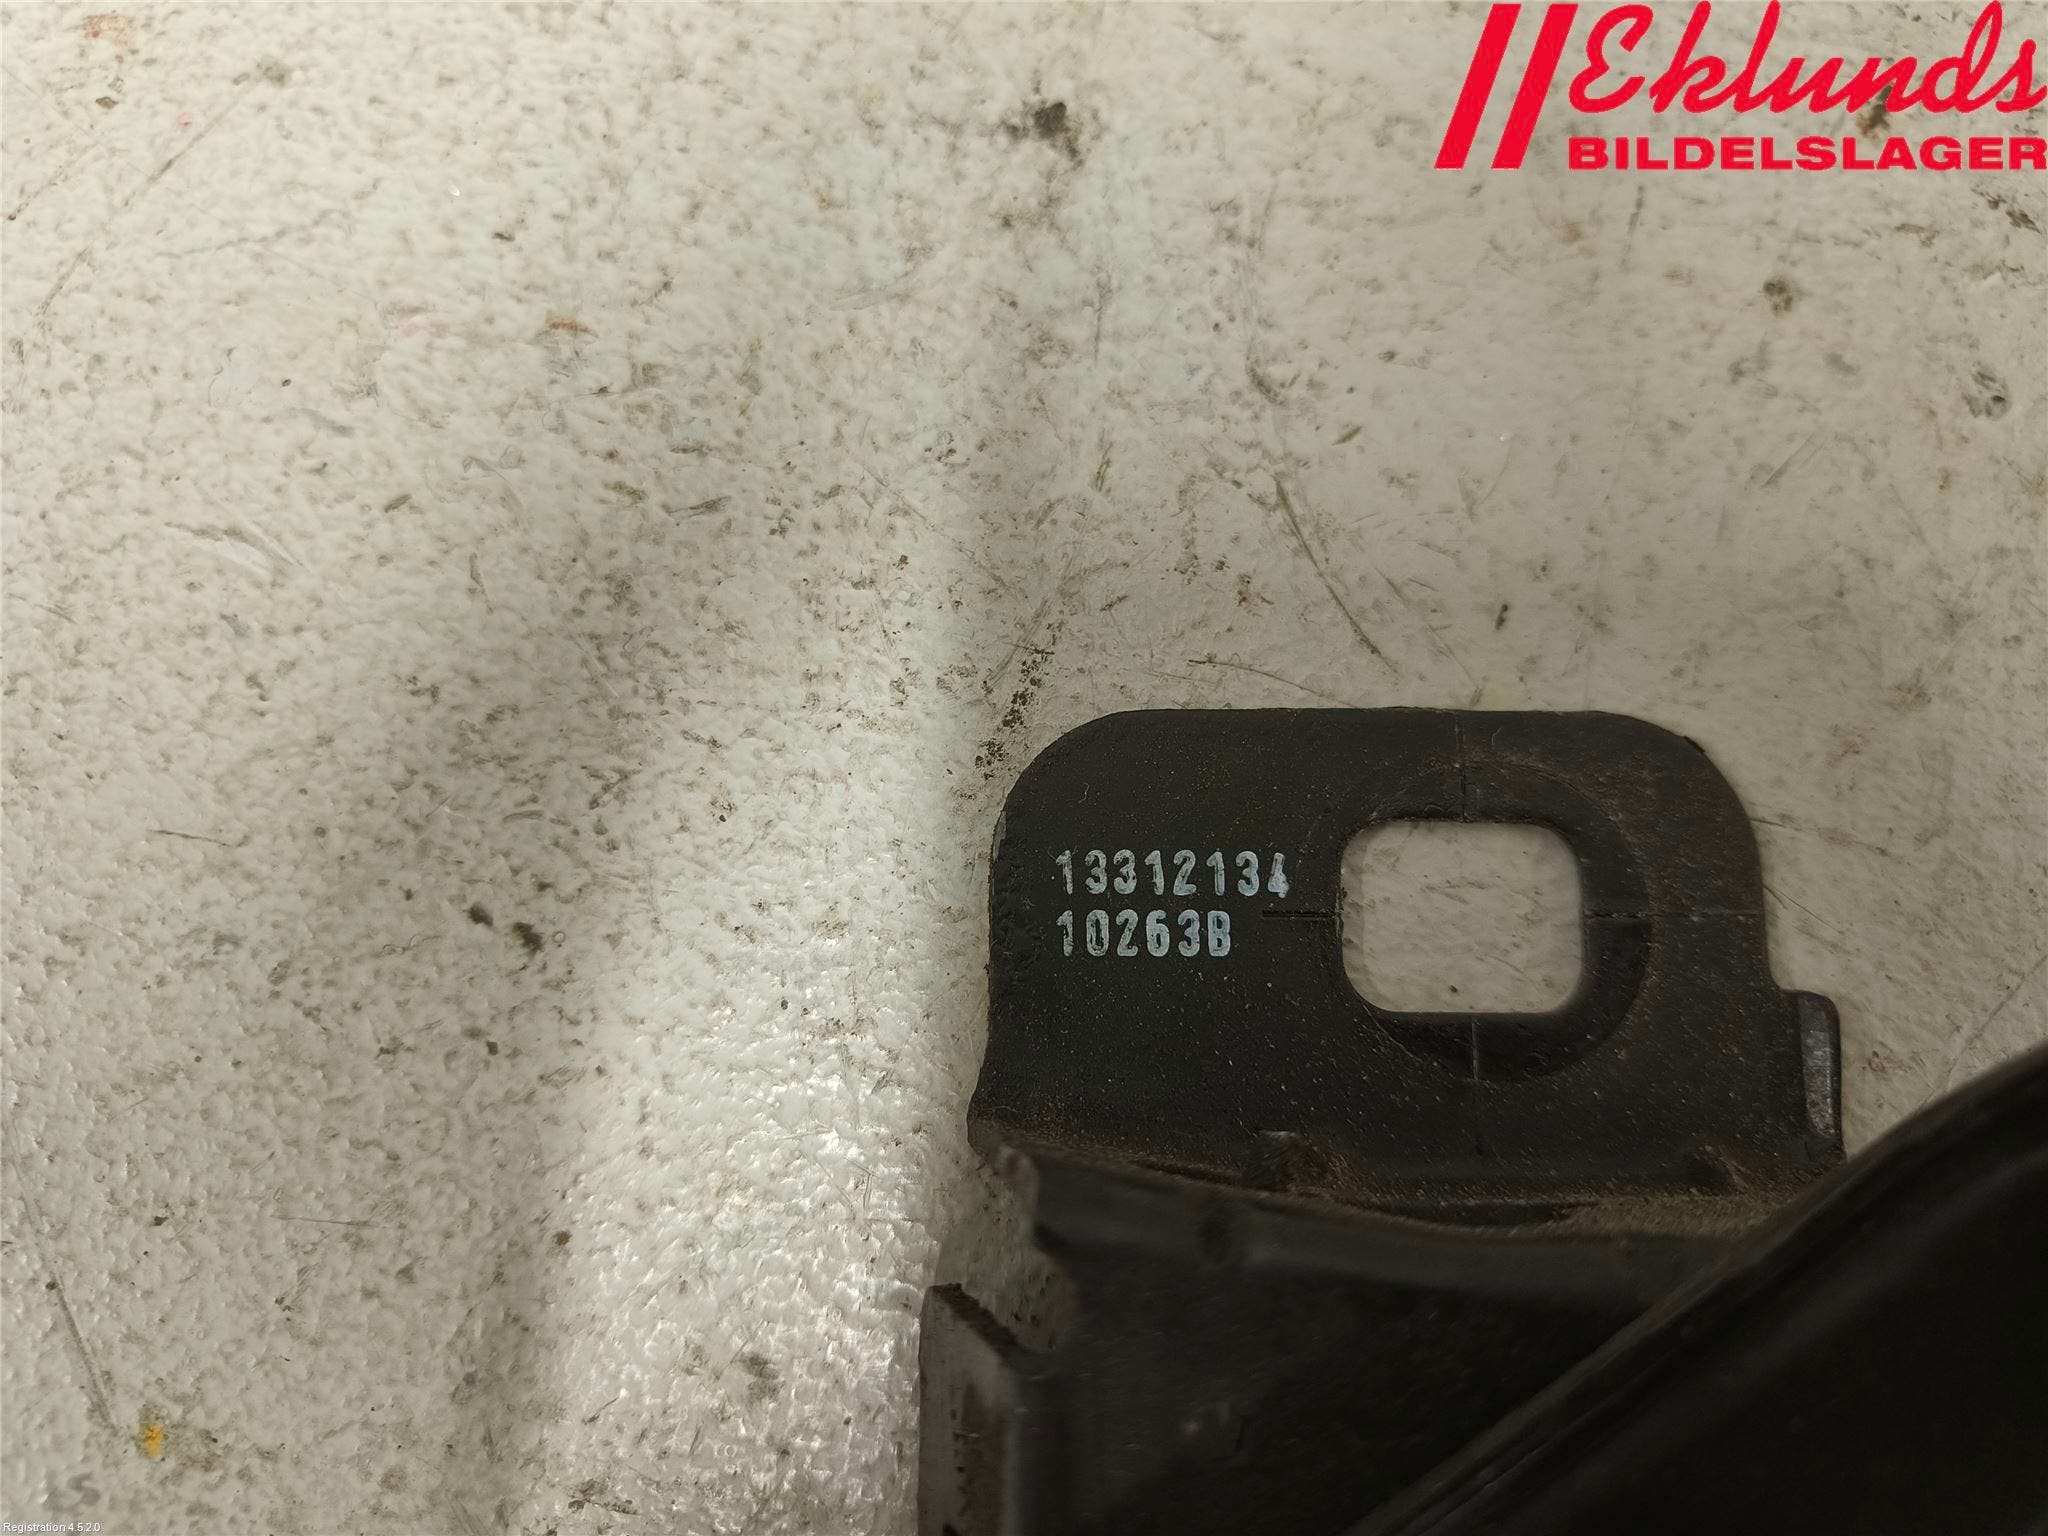 Eklunds
BILDELSLAGER
13312134
10263B
Registration 4.5.2.0